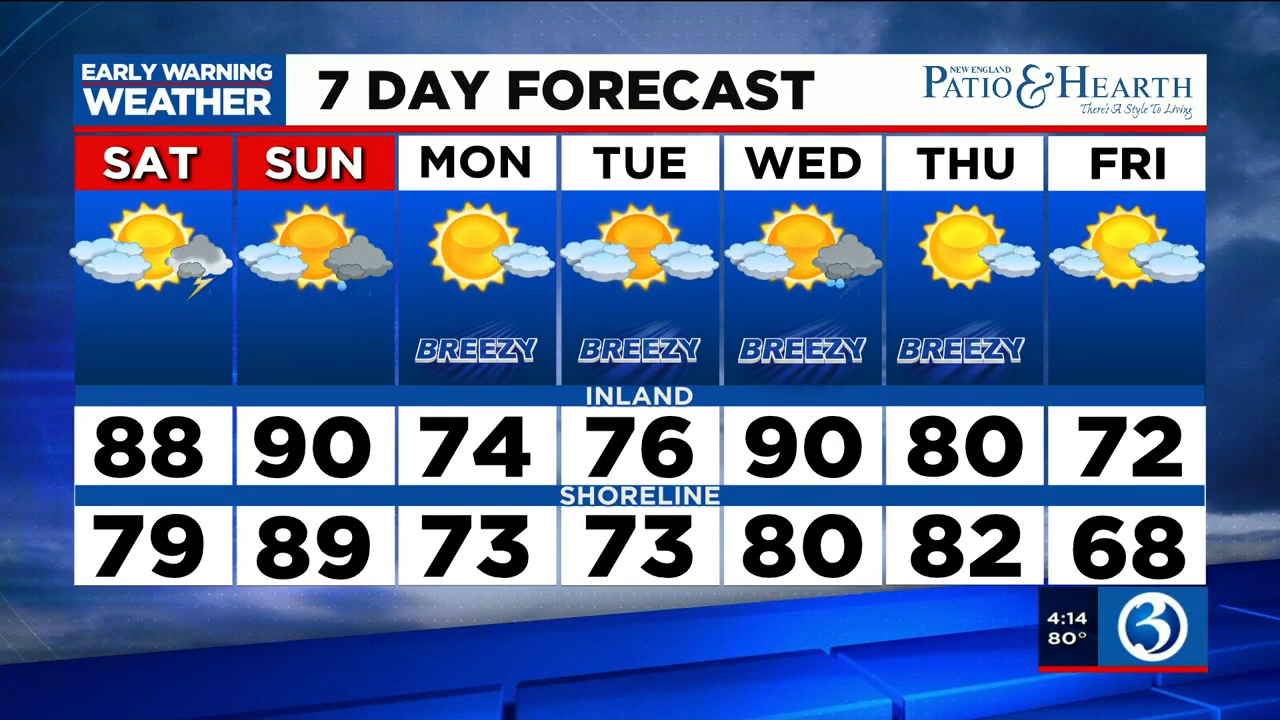 EARLY WARNING
WEATHER
7 DAY FORECAST
NEW ENGLAND
PATIO & HEARTH
There's A Style To Living
SAT SUN MON TUE WED THU FRI
BREEZY BREEZY BREEZY BREEZY
INLAND
88 90 74 76 90 80 72
SHORELINE
79 89 73 73 80 82 68
4:14
80°
3